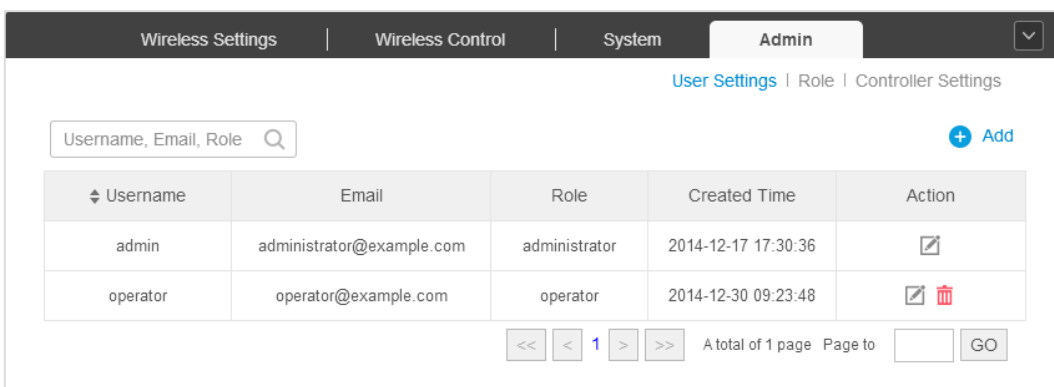 Wireless Settings | Wireless Control | System Admin
User Settings | Role | Controller Settings
Username, Email, Role Add
Username Email Role Created Time Action
admin administrator@example.com administrator 2014-12-17 17:30:36
operator operator@example.com operator 2014-12-30 09:23:48
<< < 1 > >> A total of 1 page Page to GO